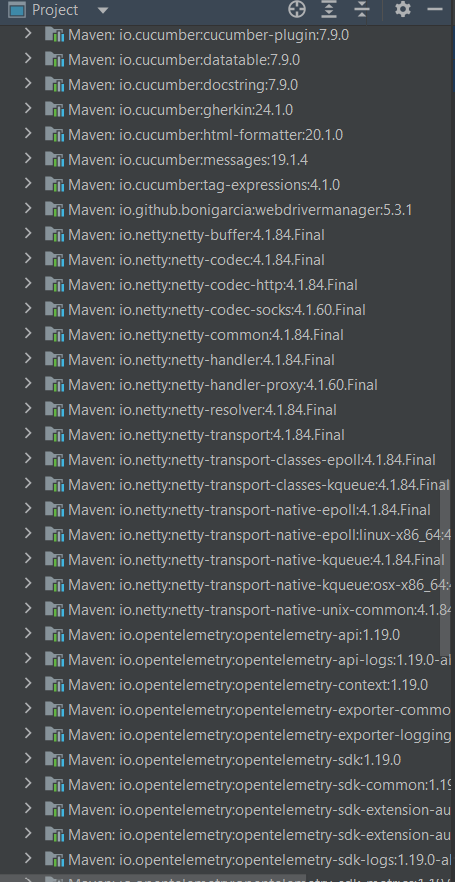 Project
Maven: io.cucumber:cucumber-plugin:7.9.0
Maven: io.cucumber:datatable:7.9.0
Maven: io.cucumber:docstring:7.9.0
Maven: io.cucumber:gherkin:24.1.0
Maven: io.cucumber:html-formatter:20.1.0
Maven: io.cucumber:messages:19.1.4
Maven: io.cucumber:tag-expressions:4.1.0
Maven: io.github.bonigarcia:webdrivermanager:5.3.1
Maven: io.netty:netty-buffer:4.1.84.Final
Maven: io.netty:netty-codec:4.1.84.Final
Maven: io.netty:netty-codec-http:4.1.84.Final
Maven: io.netty:netty-codec-socks:4.1.60.Final
Maven: io.netty:netty-common:4.1.84.Final
Maven: io.netty:netty-handler:4.1.84.Final
Maven: io.netty:netty-handler-proxy:4.1.60.Final
Maven: io.netty:netty-resolver:4.1.84.Final
Maven: io.netty:netty-transport:4.1.84.Final
Maven: io.netty:netty-transport-classes-epoll:4.1.84.Final
Maven: io.netty:netty-transport-classes-kqueue:4.1.84.Final
Maven: io.netty:netty-transport-native-epoll:4.1.84.Final
Maven: io.netty:netty-transport-native-epoll:linux-x86_64:4
Maven: io.netty:netty-transport-native-kqueue:4.1.84.Final
Maven: io.netty:netty-transport-native-kqueue:osx-x86_64:
Maven: io.netty:netty-transport-native-unix-common:4.1.84
Maven: io.opentelemetry:opentelemetry-api:1.19.0
Maven: io.opentelemetry:opentelemetry-api-logs:1.19.0-al
Maven: io.opentelemetry:opentelemetry-context:1.19.0
Maven: io.opentelemetry:opentelemetry-exporter-commo
Maven: io.opentelemetry:opentelemetry-exporter-logging
Maven: io.opentelemetry:opentelemetry-sdk:1.19.0
Maven: io.opentelemetry:opentelemetry-sdk-common:1.19
Maven: io.opentelemetry:opentelemetry-sdk-extension-au
Maven: io.opentelemetry:opentelemetry-sdk-extension-au
Maven: io.opentelemetry:opentelemetry-sdk-logs:1.19.0-al